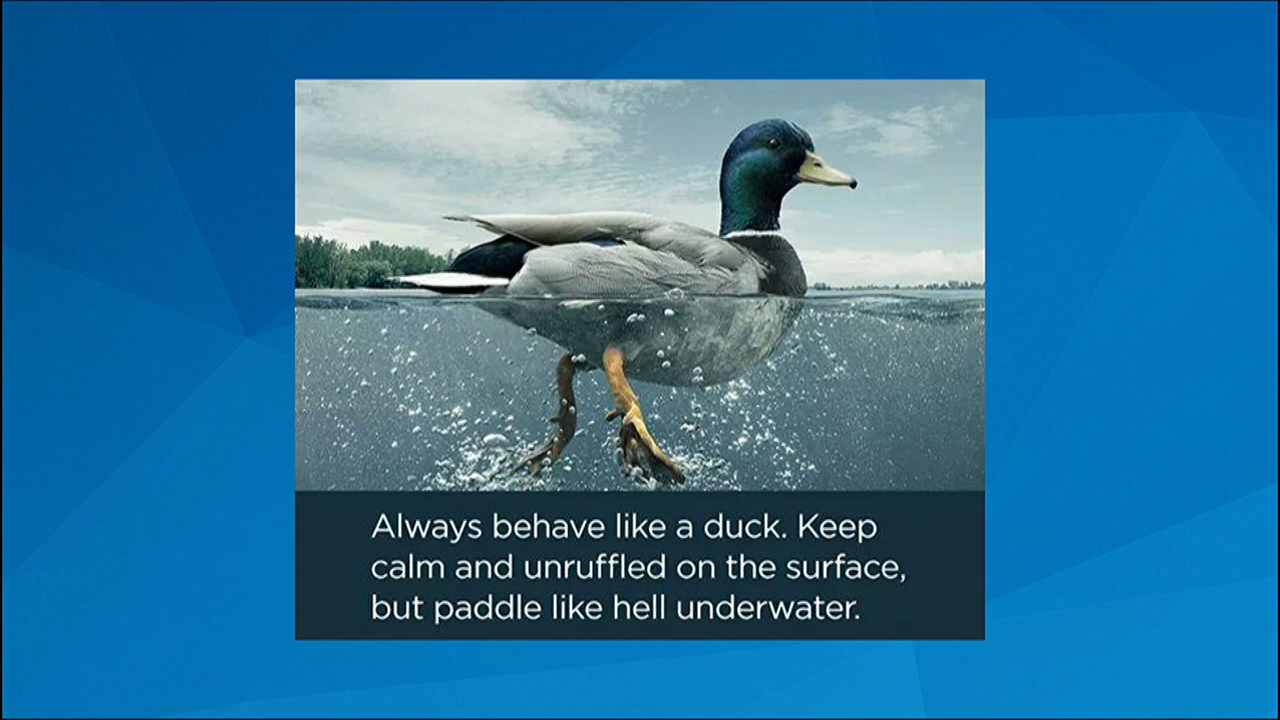 Always behave like a duck. Keep
calm and unruffled on the surface,
but paddle like hell underwater.